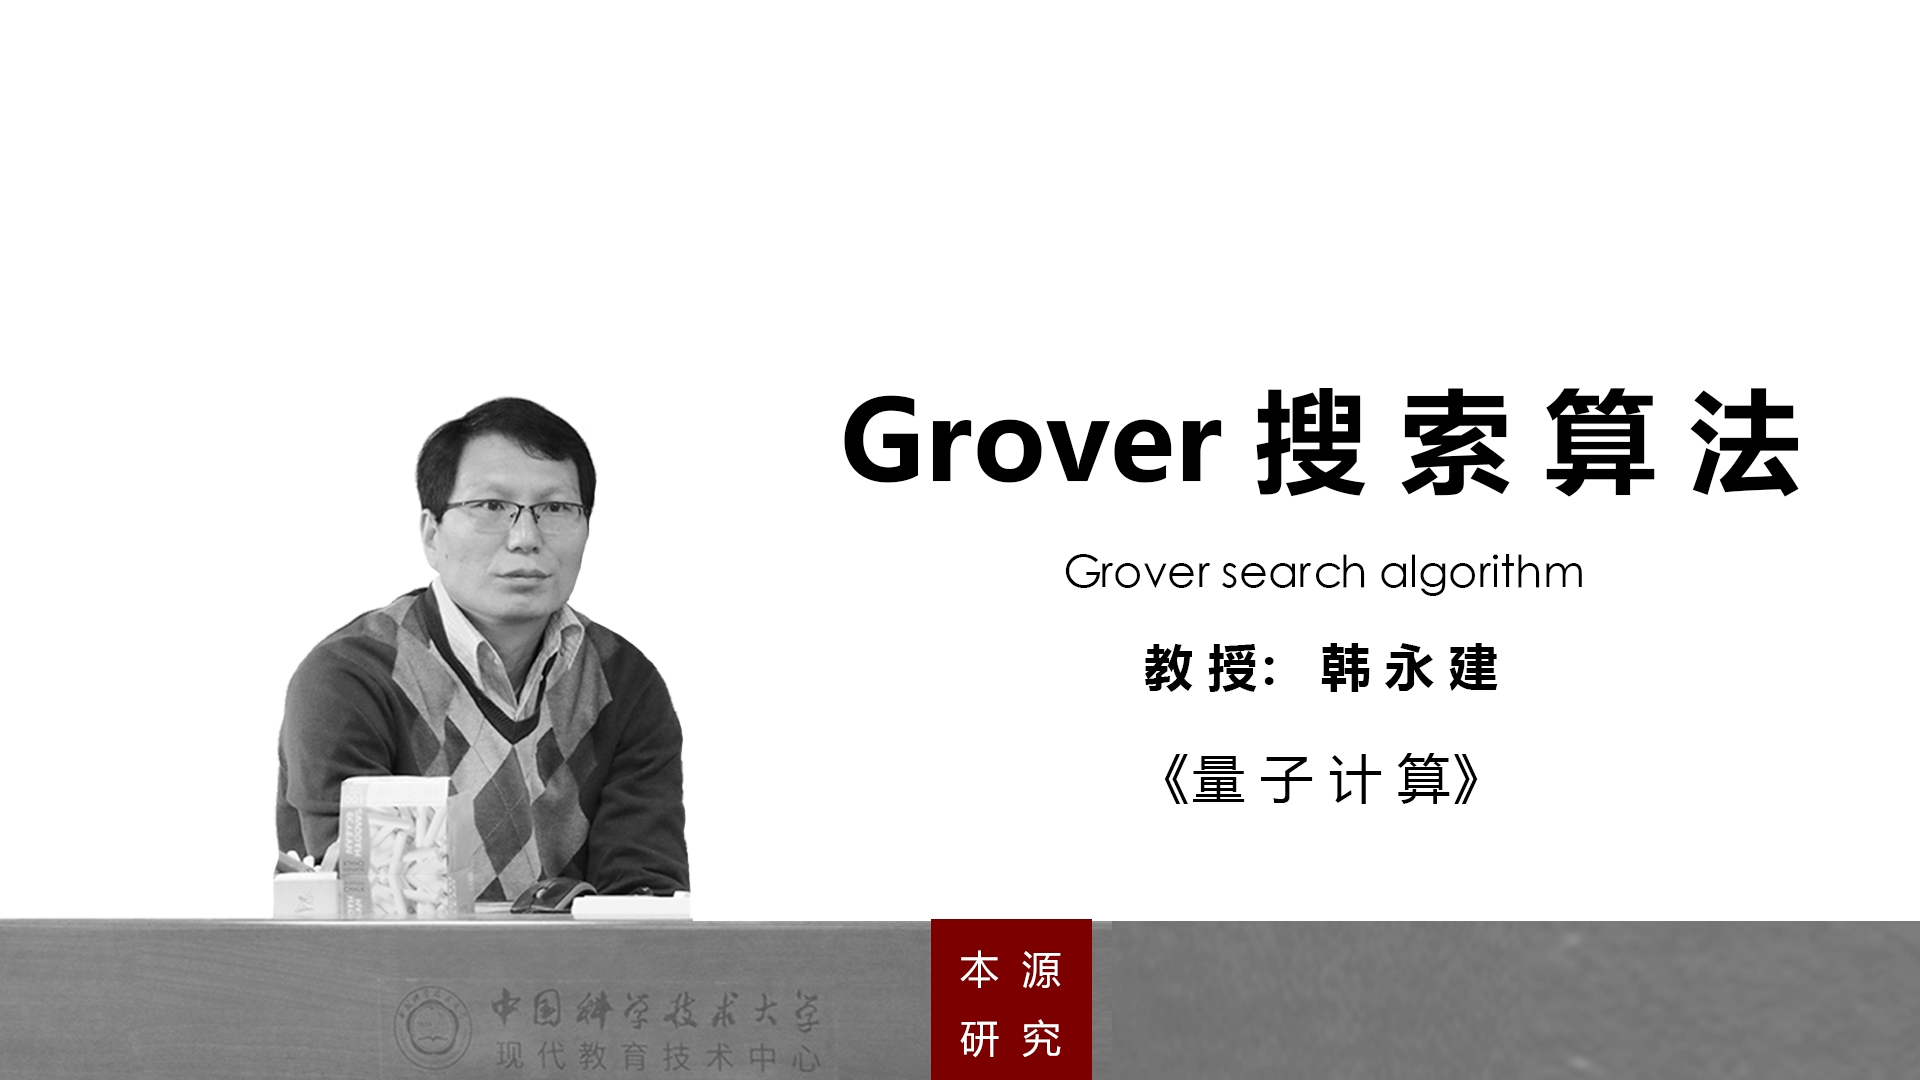 Grover 搜索算法
Grover search algorithm
教授: 韩永建
《量子计算》
本源
研究
中国科学技术大学
现代教育技术中心